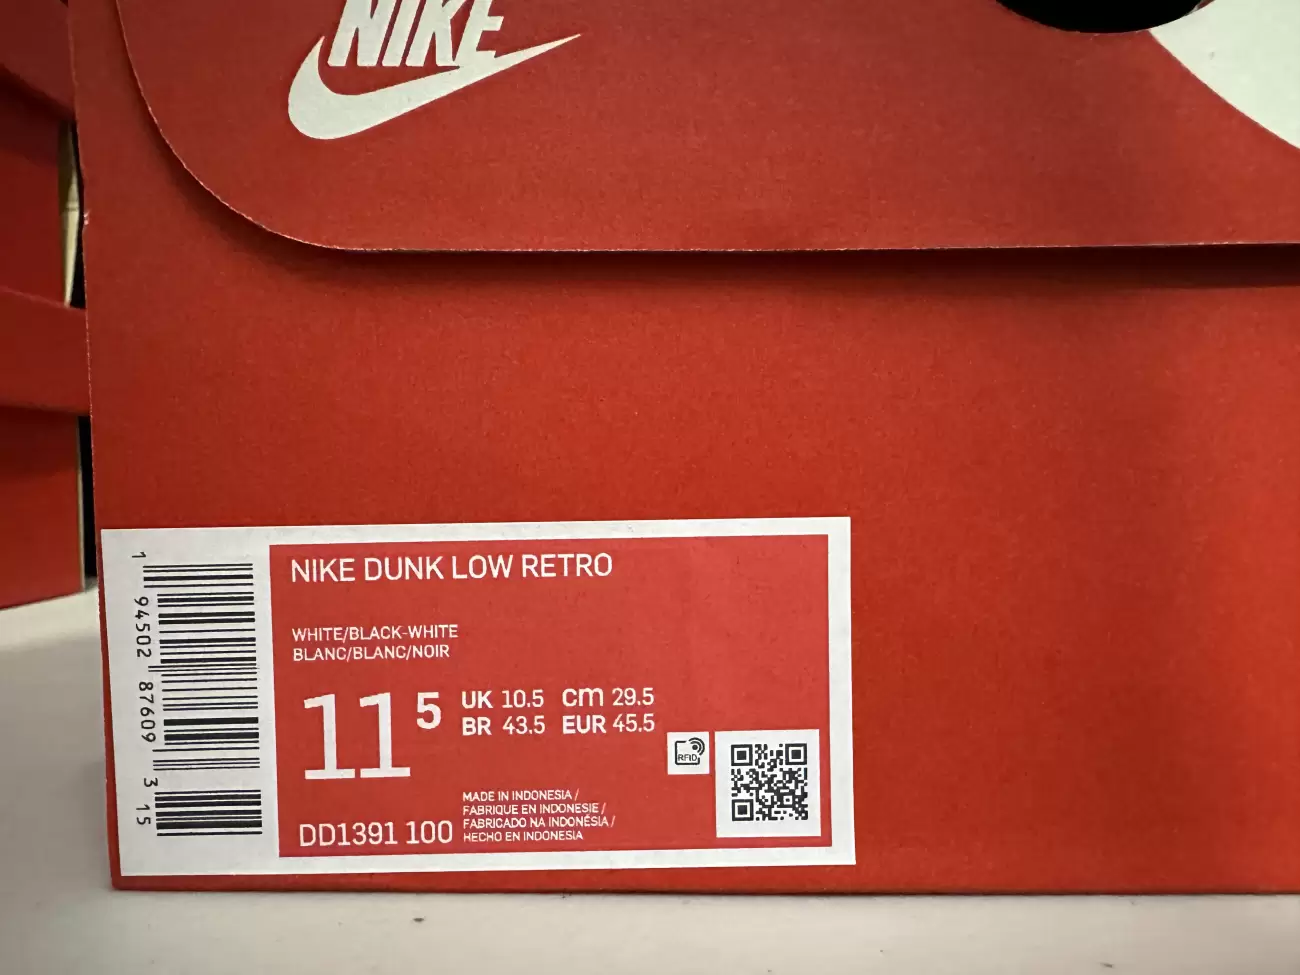 NIKE
NIKE DUNK LOW RETRO
WHITE/BLACK-WHITE
BLANC/BLANC/NOIR
11 5
UK 10.5 cm 29.5
BR 43.5 EUR 45.5
RFID
MADE IN INDONESIA /
FABRIQUE EN INDONESIE /
FABRICADO NA INDONÉSIA /
HECHO EN INDONESIA
DD1391 100
1 94502 87609 3 15